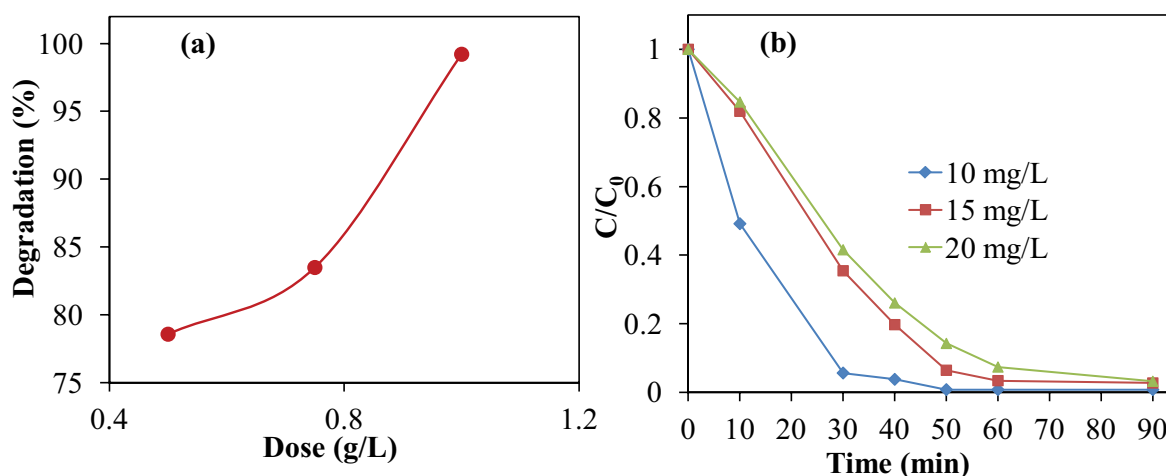 (a)
Degradation (%)
100
95
90
85
80
75
0.4
0.8
1.2
Dose (g/L)
(b)
C/C0
1
0.8
0.6
0.4
0.2
0
10 mg/L
15 mg/L
20 mg/L
0 10 20 30 40 50 60 70 80 90
Time (min)